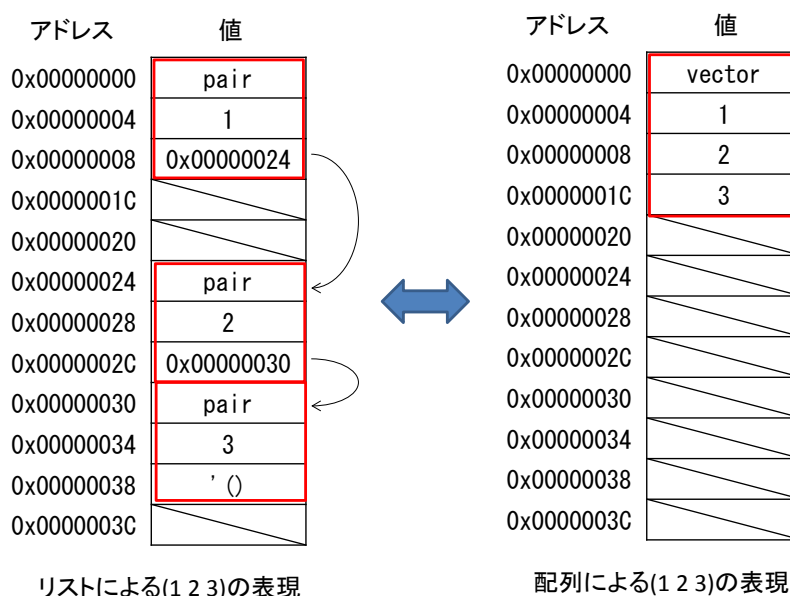 アドレス 値
0x00000000 pair
0x00000004 1
0x00000008 0x00000024
0x0000001C
0x00000020
0x00000024 pair
0x00000028 2
0x0000002C 0x00000030
0x00000030 pair
0x00000034 3
0x00000038 '()
0x0000003C
リストによる(1 2 3)の表現
アドレス 値
0x00000000 vector
0x00000004 1
0x00000008 2
0x0000001C 3
0x00000020
0x00000024
0x00000028
0x0000002C
0x00000030
0x00000034
0x00000038
0x0000003C
配列による(1 2 3)の表現